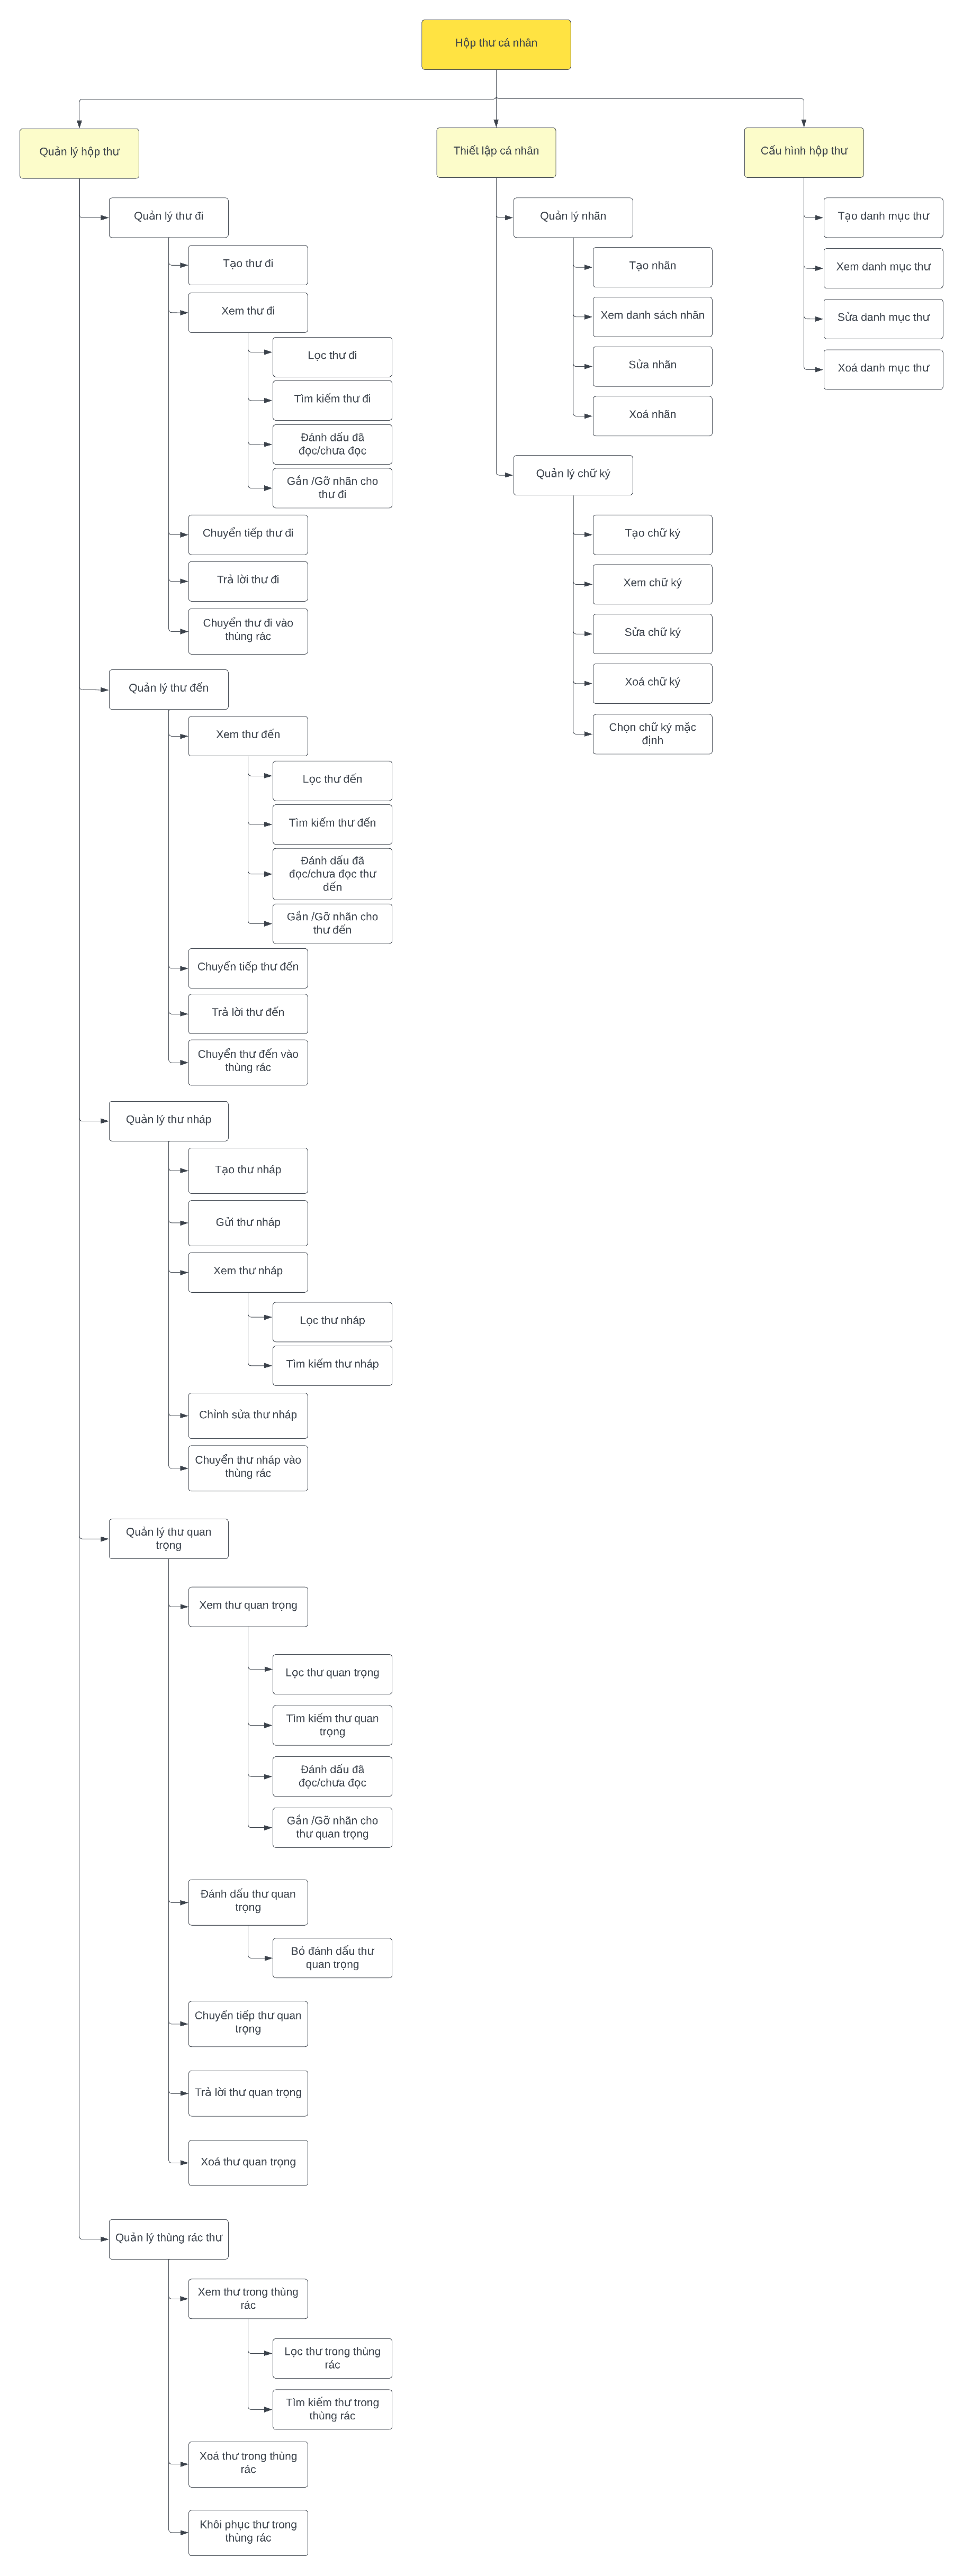 Hộp thư cá nhân
Quản lý hộp thư
Quản lý thư đi
Tạo thư đi
Xem thư đi
Lọc thư đi
Tìm kiếm thư đi
Đánh dấu đã
đọc/chưa đọc
Gắn /Gỡ nhãn cho
thư đi
Chuyển tiếp thư đi
Trả lời thư đi
Chuyển thư đi vào
thùng rác
Quản lý thư đến
Xem thư đến
Lọc thư đến
Tìm kiếm thư đến
Đánh dấu đã
đọc/chưa đọc thư
đến
Gắn /Gỡ nhãn cho
thư đến
Chuyển tiếp thư đến
Trả lời thư đến
Chuyển thư đến vào
thùng rác
Quản lý thư nháp
Tạo thư nháp
Gửi thư nháp
Xem thư nháp
Lọc thư nháp
Tìm kiếm thư nháp
Chỉnh sửa thư nháp
Chuyển thư nháp vào
thùng rác
Quản lý thư quan
trọng
Xem thư quan trọng
Lọc thư quan trọng
Tìm kiếm thư quan
trọng
Đánh dấu đã
đọc/chưa đọc
Gắn /Gỡ nhãn cho
thư quan trọng
Đánh dấu thư quan
trọng
Bỏ đánh dấu thư
quan trọng
Chuyển tiếp thư quan
trọng
Trả lời thư quan trọng
Xoá thư quan trọng
Quản lý thùng rác thư
Xem thư trong thùng
rác
Lọc thư trong thùng
rác
Tìm kiếm thư trong
thùng rác
Xoá thư trong thùng
rác
Khôi phục thư trong
thùng rác
Thiết lập cá nhân
Quản lý nhãn
Tạo nhãn
Xem danh sách nhãn
Sửa nhãn
Xoá nhãn
Quản lý chữ ký
Tạo chữ ký
Xem chữ ký
Sửa chữ ký
Xoá chữ ký
Chọn chữ ký mặc
định
Cấu hình hộp thư
Tạo danh mục thư
Xem danh mục thư
Sửa danh mục thư
Xoá danh mục thư